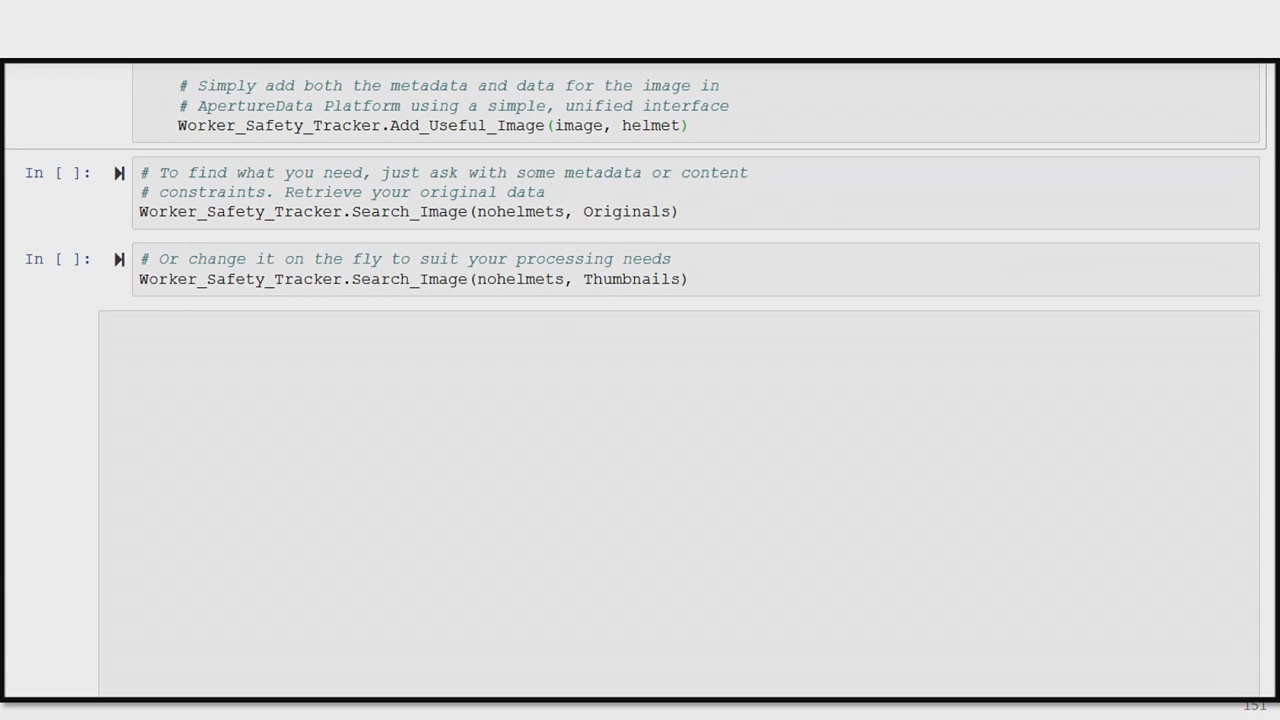 # Simply add both the metadata and data for the image in
# ApertureData Platform using a simple, unified interface
Worker_Safety_Tracker.Add_Useful_Image(image, helmet)
In [ ]:
# To find what you need, just ask with some metadata or content
# constraints. Retrieve your original data
Worker_Safety_Tracker.Search_Image(nohelmets, Originals)
In [ ]:
# Or change it on the fly to suit your processing needs
Worker_Safety_Tracker.Search_Image(nohelmets, Thumbnails)
151